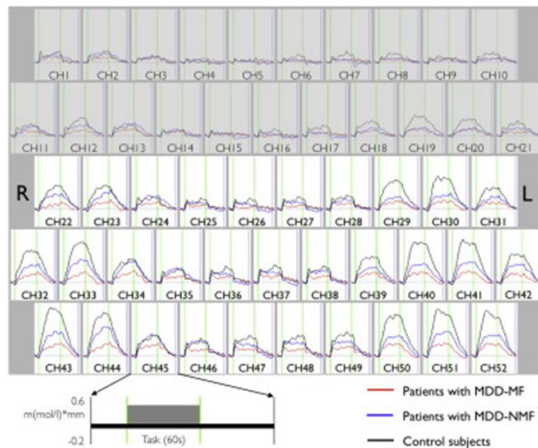 CH1 CH2 CH3 CH4 CH5 CH6 CH7 CH8 CH9 CH10
CH11 CH12 CH13 CH14 CH15 CH16 CH17 CH18 CH19 CH20 CH21
R L
CH22 CH23 CH24 CH25 CH26 CH27 CH28 CH29 CH30 CH31
CH32 CH33 CH34 CH35 CH36 CH37 CH38 CH39 CH40 CH41 CH42
CH43 CH44 CH45 CH46 CH47 CH48 CH49 CH50 CH51 CH52
0.6
m(mol/l)*mm
-0.2
Task (60s)
Patients with MDD-MF
Patients with MDD-NMF
Control subjects